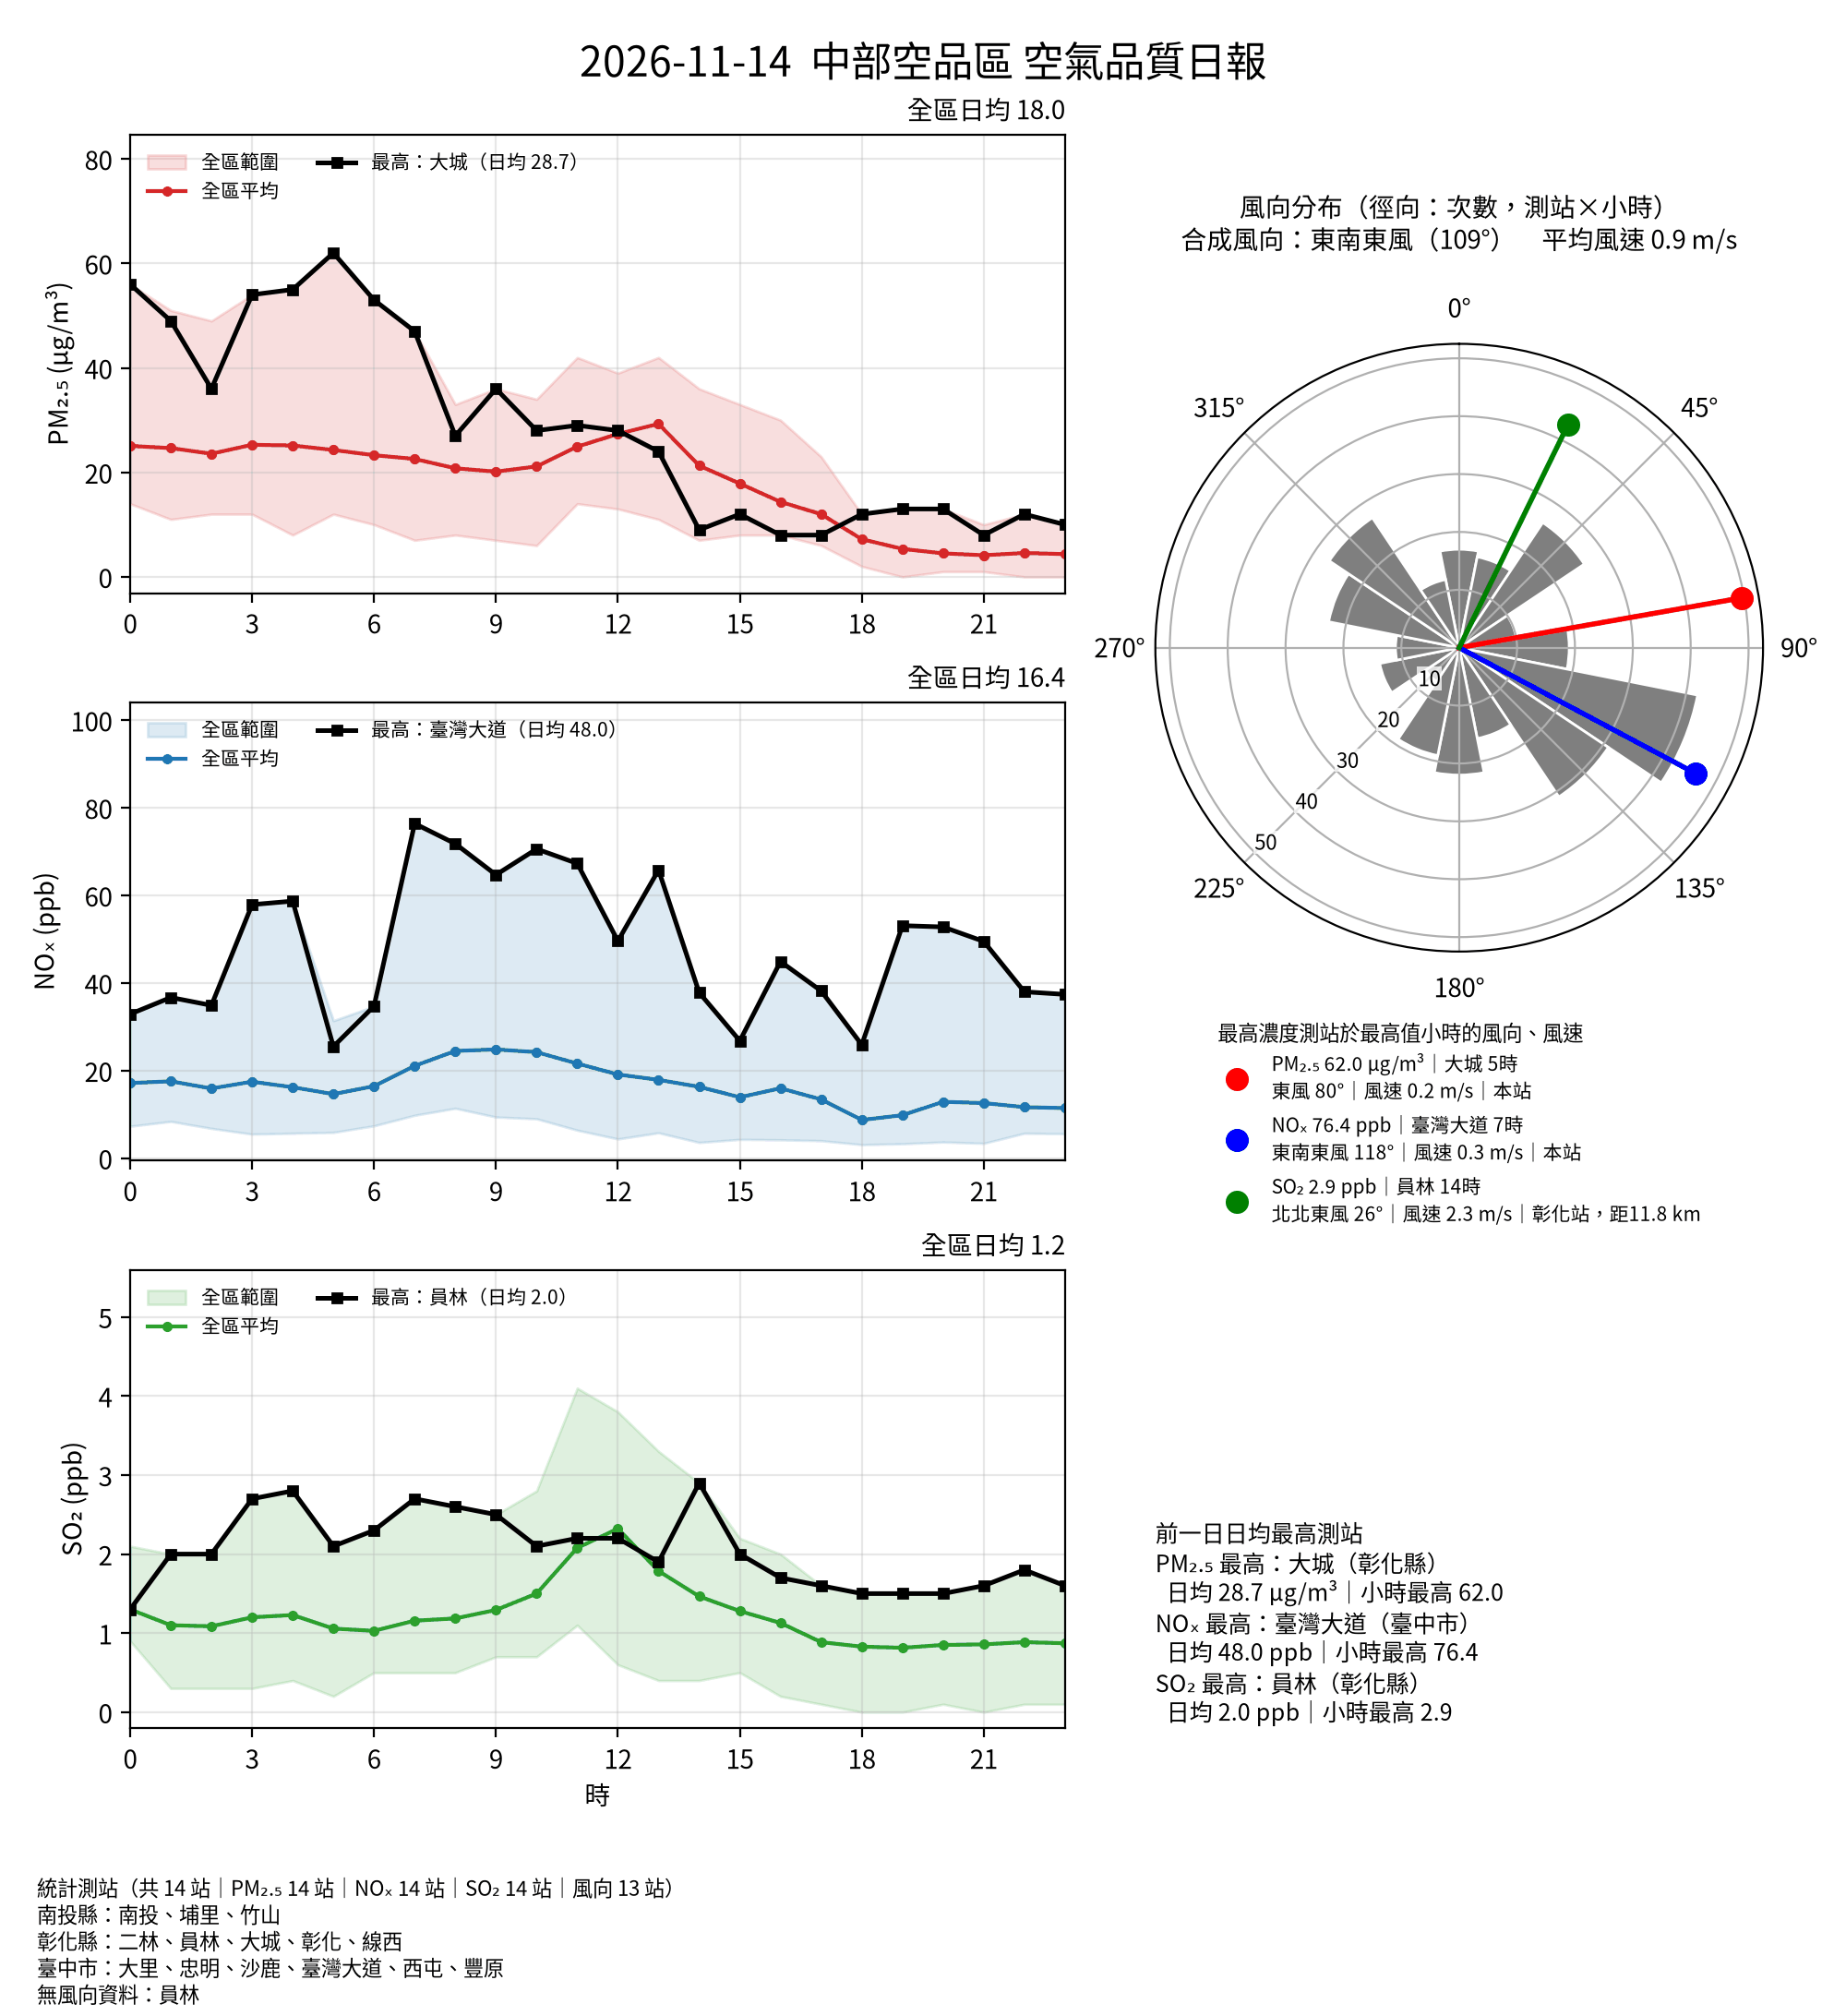 2026-11-14 中部空品區 空氣品質日報
全區日均 18.0
全區範圍
全區平均
最高：大城（日均 28.7）
PM₂.₅ (μg/m³)
80
60
40
20
0
0 3 6 9 12 15 18 21
全區日均 16.4
全區範圍
全區平均
最高：臺灣大道（日均 48.0）
NOₓ (ppb)
100
80
60
40
20
0
0 3 6 9 12 15 18 21
全區日均 1.2
全區範圍
全區平均
最高：員林（日均 2.0）
SO₂ (ppb)
5
4
3
2
1
0
0 3 6 9 12 15 18 21
時
風向分布（徑向：次數，測站×小時）
合成風向：東南東風（109°） 平均風速 0.9 m/s
0°
45°
90°
135°
180°
225°
270°
315°
10
20
30
40
50
最高濃度測站於最高值小時的風向、風速
PM₂.₅ 62.0 μg/m³｜大城 5時
東風 80°｜風速 0.2 m/s｜本站
NOₓ 76.4 ppb｜臺灣大道 7時
東南東風 118°｜風速 0.3 m/s｜本站
SO₂ 2.9 ppb｜員林 14時
北北東風 26°｜風速 2.3 m/s｜彰化站，距11.8 km
前一日日均最高測站
PM₂.₅ 最高：大城（彰化縣）
日均 28.7 μg/m³｜小時最高 62.0
NOₓ 最高：臺灣大道（臺中市）
日均 48.0 ppb｜小時最高 76.4
SO₂ 最高：員林（彰化縣）
日均 2.0 ppb｜小時最高 2.9
統計測站（共 14 站｜PM₂.₅ 14 站｜NOₓ 14 站｜SO₂ 14 站｜風向 13 站）
南投縣：南投、埔里、竹山
彰化縣：二林、員林、大城、彰化、線西
臺中市：大里、忠明、沙鹿、臺灣大道、西屯、豐原
無風向資料：員林